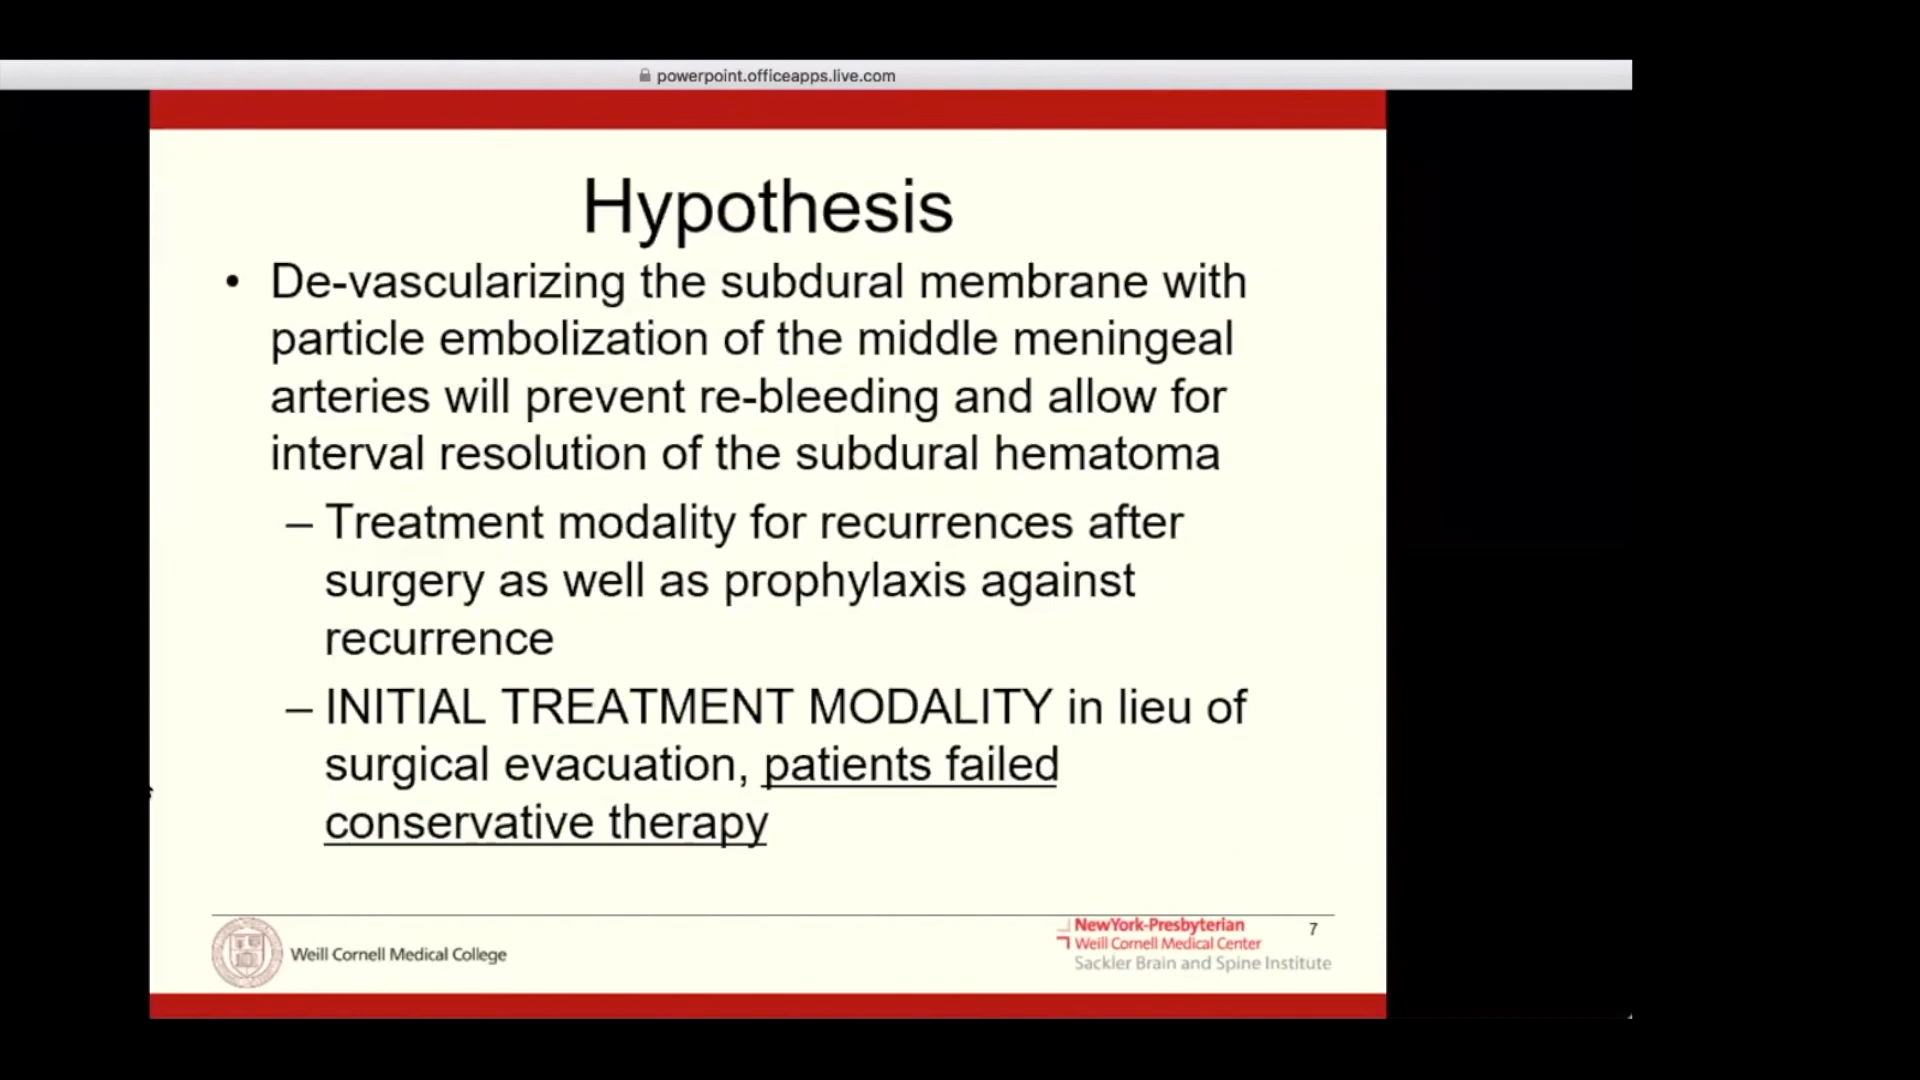 powerpoint.officeapps.live.com
Hypothesis
• De-vascularizing the subdural membrane with
particle embolization of the middle meningeal
arteries will prevent re-bleeding and allow for
interval resolution of the subdural hematoma
– Treatment modality for recurrences after
surgery as well as prophylaxis against
recurrence
– INITIAL TREATMENT MODALITY in lieu of
surgical evacuation, patients failed
conservative therapy
Weill Cornell Medical College
NewYork-Presbyterian
Weill Cornell Medical Center
Sackler Brain and Spine Institute
7